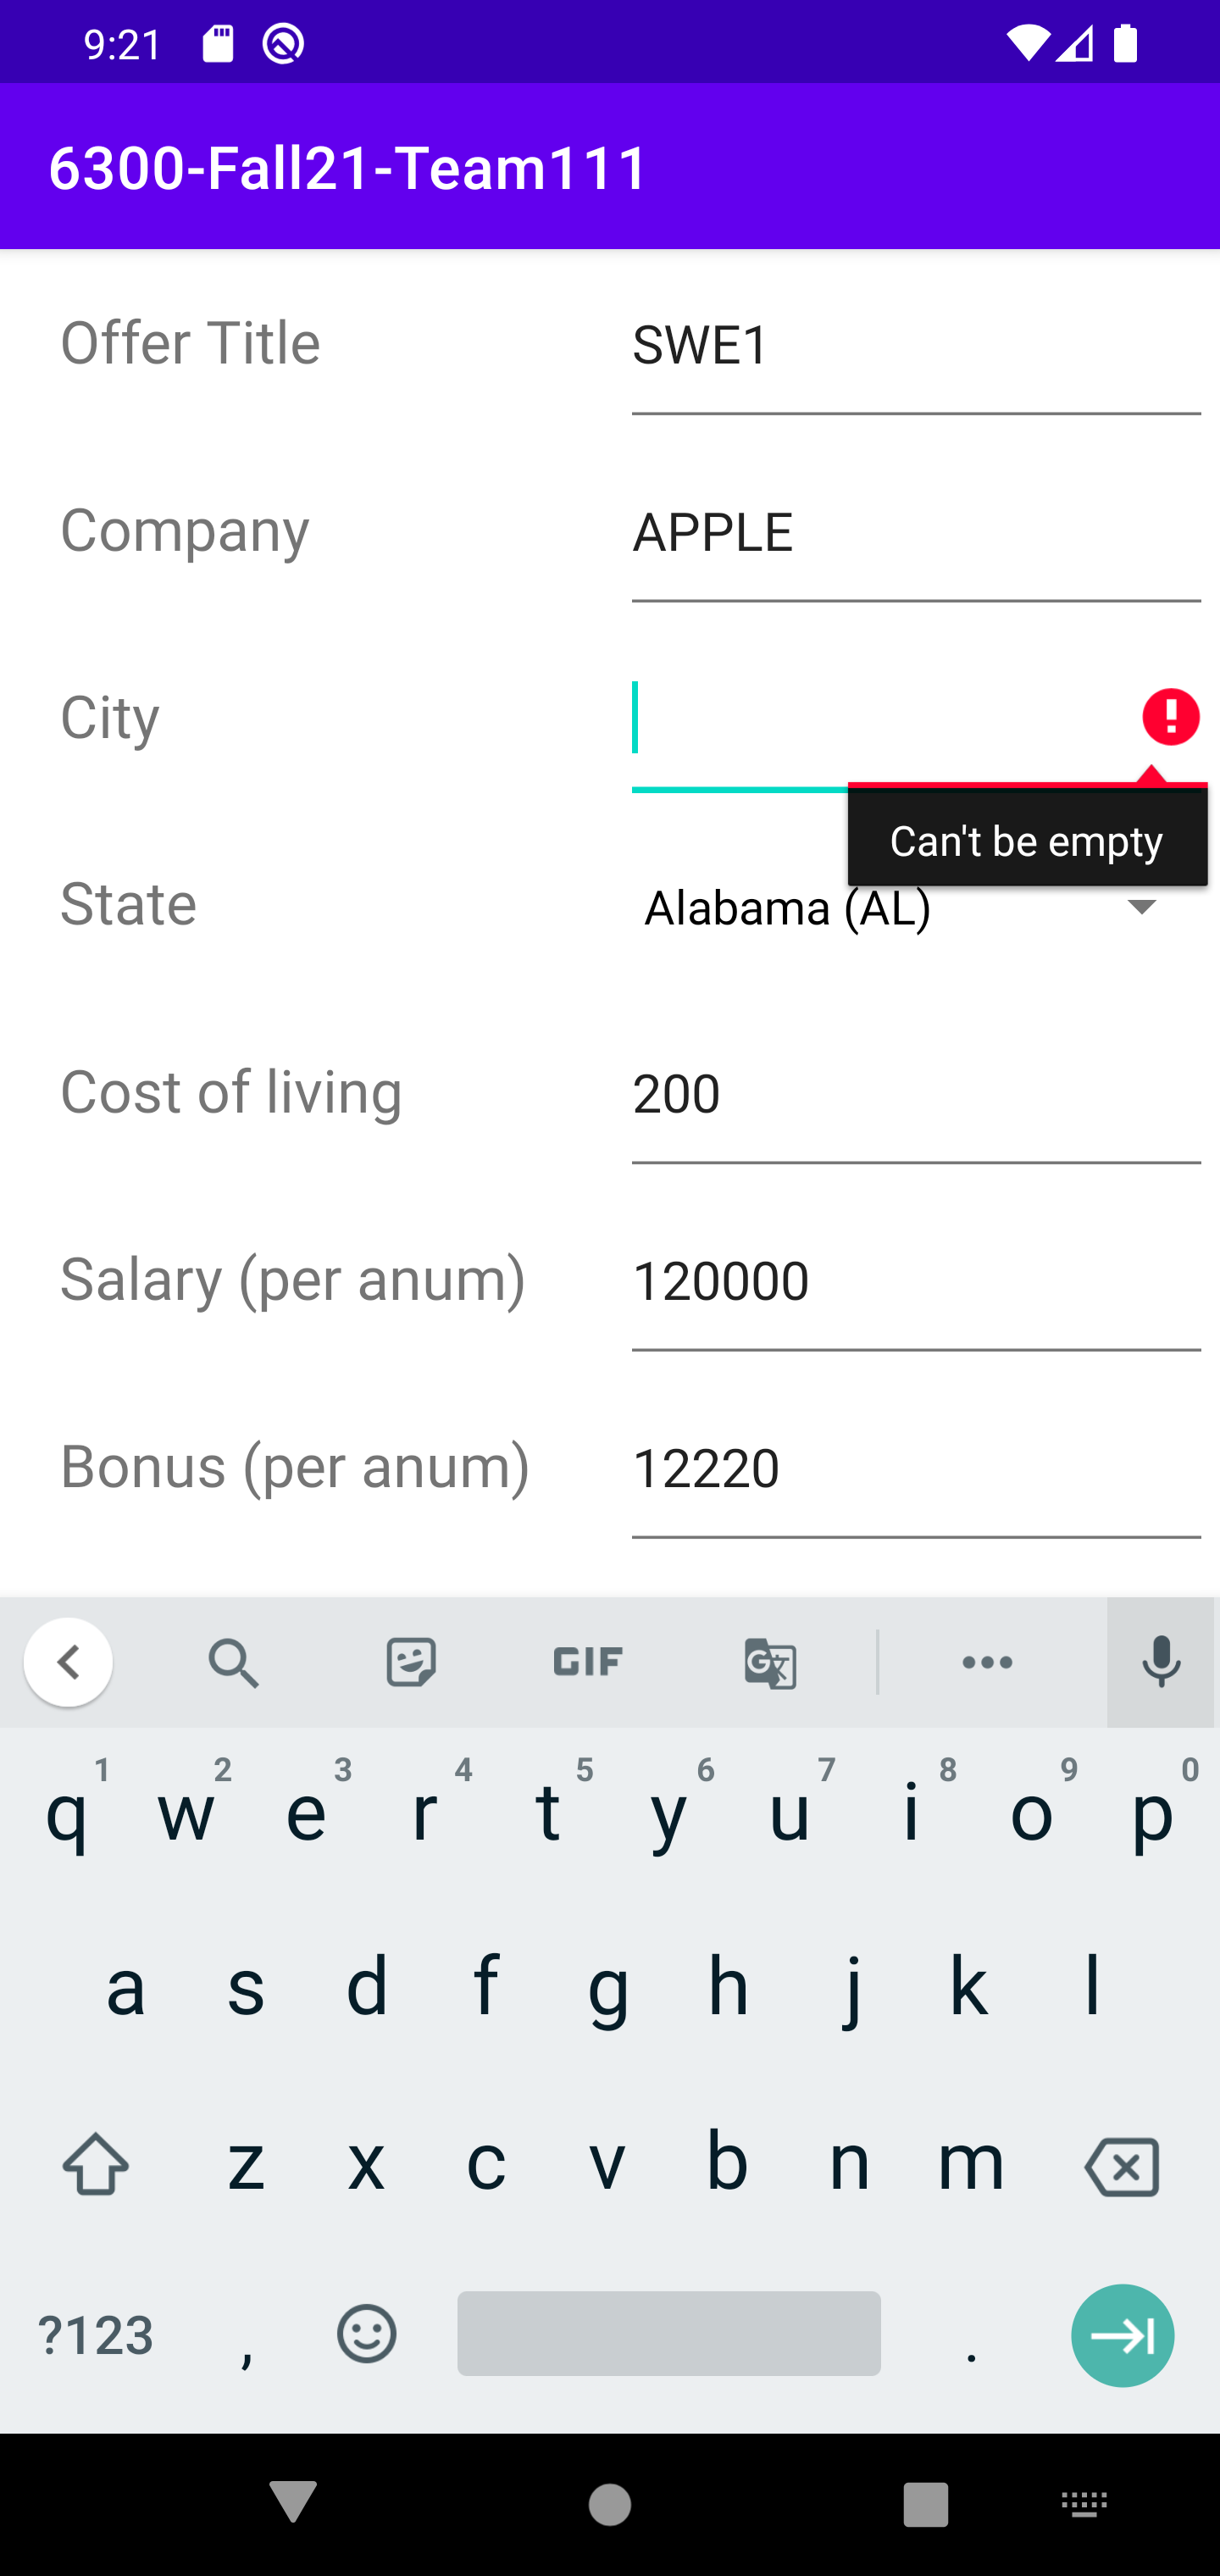 9:21
6300-Fall21-Team111
Offer Title SWE1
Company APPLE
City
Can't be empty
State Alabama (AL)
Cost of living 200
Salary (per anum) 120000
Bonus (per anum) 12220
GIF G
1 2 3 4 5 6 7 8 9 0
q w e r t y u i o p
a s d f g h j k l
z x c v b n m
?123 , .